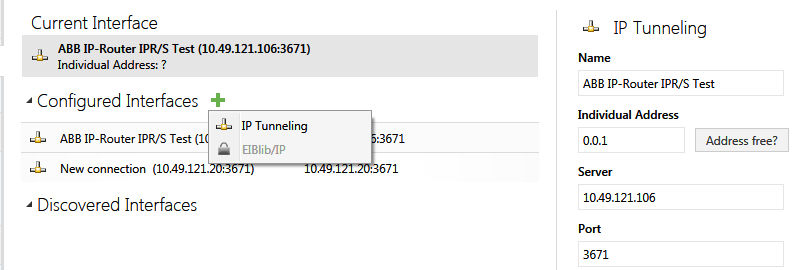 Current Interface
ABB IP-Router IPR/S Test (10.49.121.106:3671)
Individual Address: ?
Configured Interfaces
IP Tunneling
EIBlib/IP
ABB IP-Router IPR/S Test (10 :3671
New connection (10.49.121.20:3671) 10.49.121.20:3671
Discovered Interfaces
IP Tunneling
Name
ABB IP-Router IPR/S Test
Individual Address
0.0.1 Address free?
Server
10.49.121.106
Port
3671